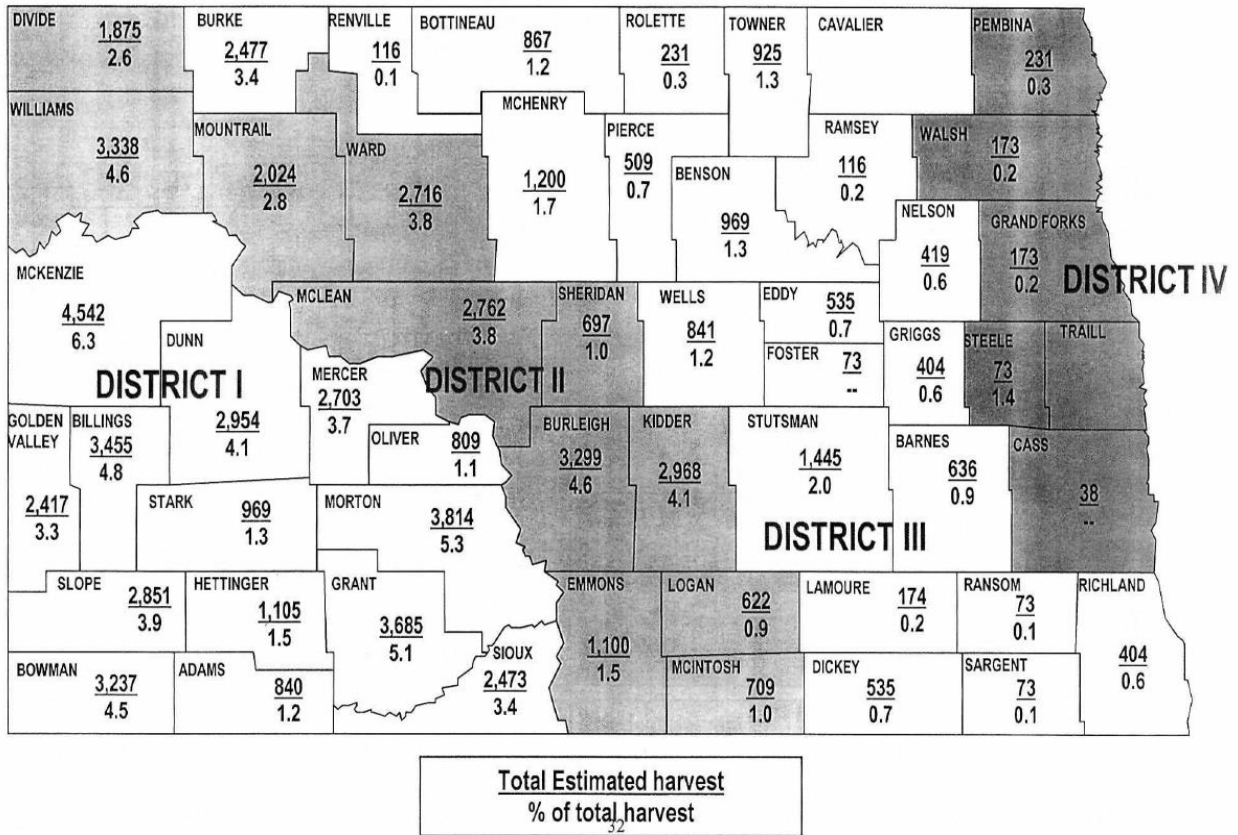 DIVIDE
1,875
2.6
BURKE
2,477
3.4
RENVILLE
116
0.1
BOTTINEAU
867
1.2
ROLETTE
231
0.3
TOWNER
925
1.3
CAVALIER
PEMBINA
231
0.3
WILLIAMS
3,338
4.6
MOUNTRAIL
2,024
2.8
WARD
2,716
3.8
MCHENRY
1,200
1.7
PIERCE
509
0.7
BENSON
969
1.3
RAMSEY
116
0.2
WALSH
173
0.2
NELSON
419
0.6
GRAND FORKS
173
0.2
DISTRICT IV
MCKENZIE
4,542
6.3
DUNN
2,954
4.1
DISTRICT I
MCLEAN
2,762
3.8
SHERIDAN
697
1.0
WELLS
841
1.2
EDDY
535
0.7
FOSTER
73
--
GRIGGS
404
0.6
STEELE
73
1.4
TRAILL
MERCER
2,703
3.7
DISTRICT II
GOLDEN
VALLEY
2,417
3.3
BILLINGS
3,455
4.8
OLIVER
809
1.1
BURLEIGH
3,299
4.6
KIDDER
2,968
4.1
STUTSMAN
1,445
2.0
BARNES
636
0.9
CASS
38
--
DISTRICT III
STARK
969
1.3
MORTON
3,814
5.3
SLOPE
2,851
3.9
HETTINGER
1,105
1.5
GRANT
3,685
5.1
EMMONS
1,100
1.5
LOGAN
622
0.9
LAMOURE
174
0.2
RANSOM
73
0.1
RICHLAND
404
0.6
BOWMAN
3,237
4.5
ADAMS
840
1.2
SIOUX
2,473
3.4
MCINTOSH
709
1.0
DICKEY
535
0.7
SARGENT
73
0.1
Total Estimated harvest
% of total harvest
32